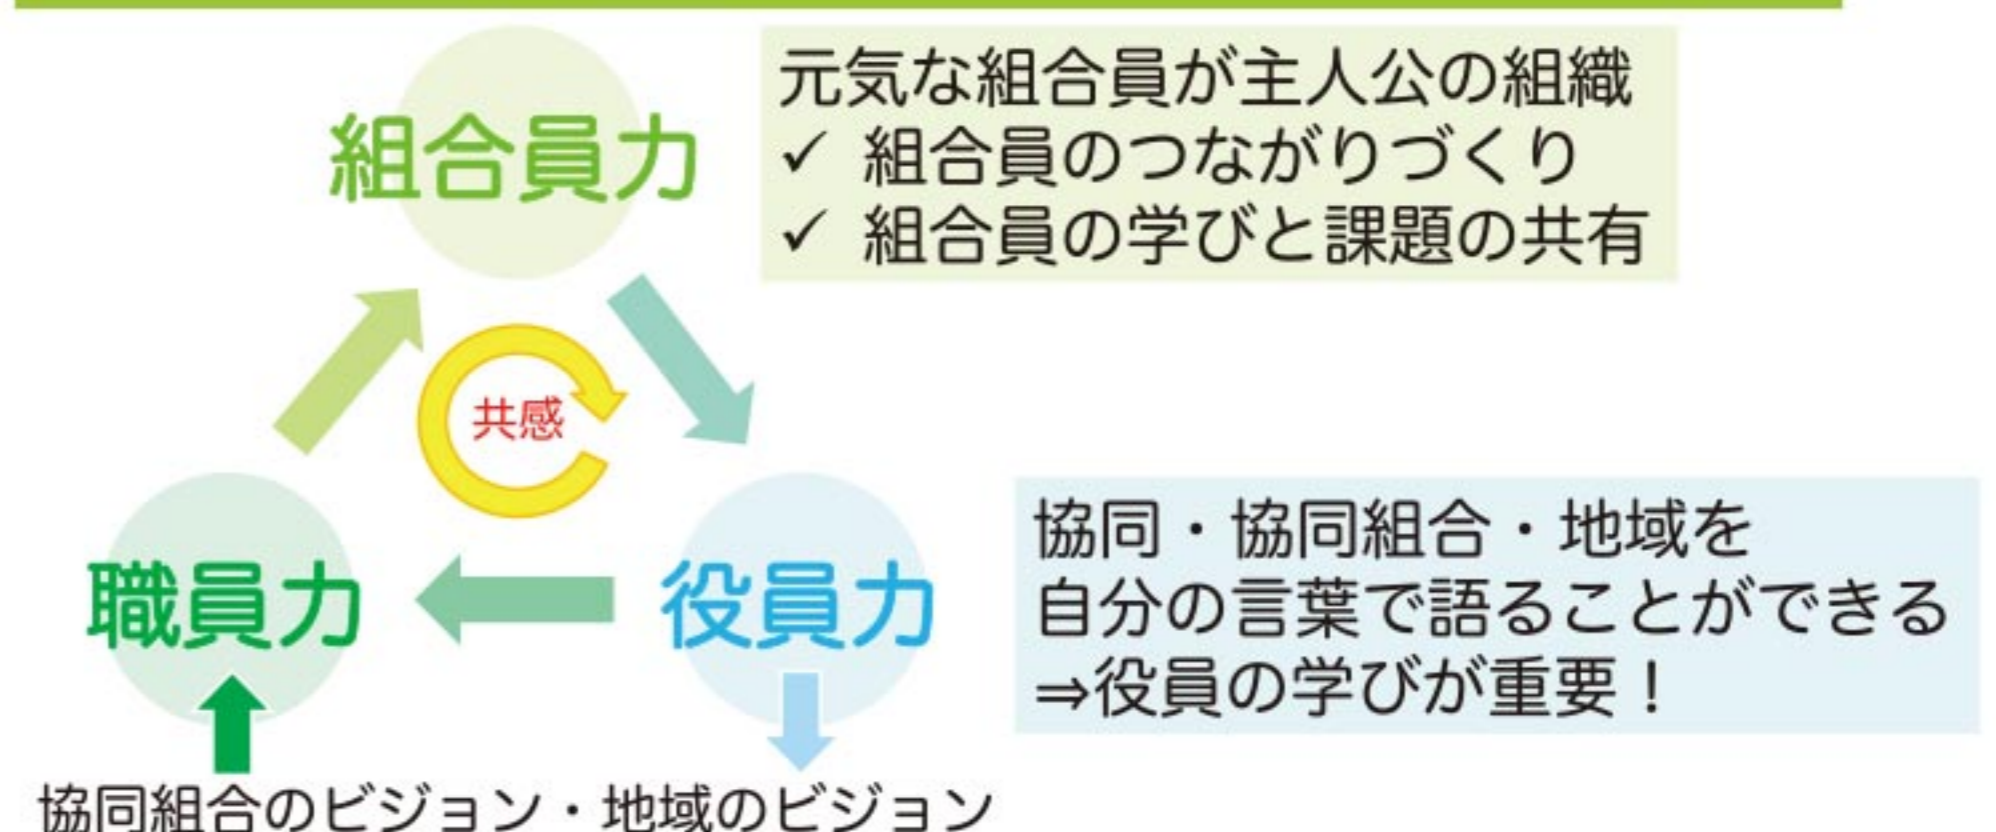 組合員力
元気な組合員が主人公の組織
✓ 組合員のつながりづくり
✓ 組合員の学びと課題の共有
共感
職員力
役員力
協同・協同組合・地域を
自分の言葉で語ることができる
⇒役員の学びが重要！
協同組合のビジョン・地域のビジョン